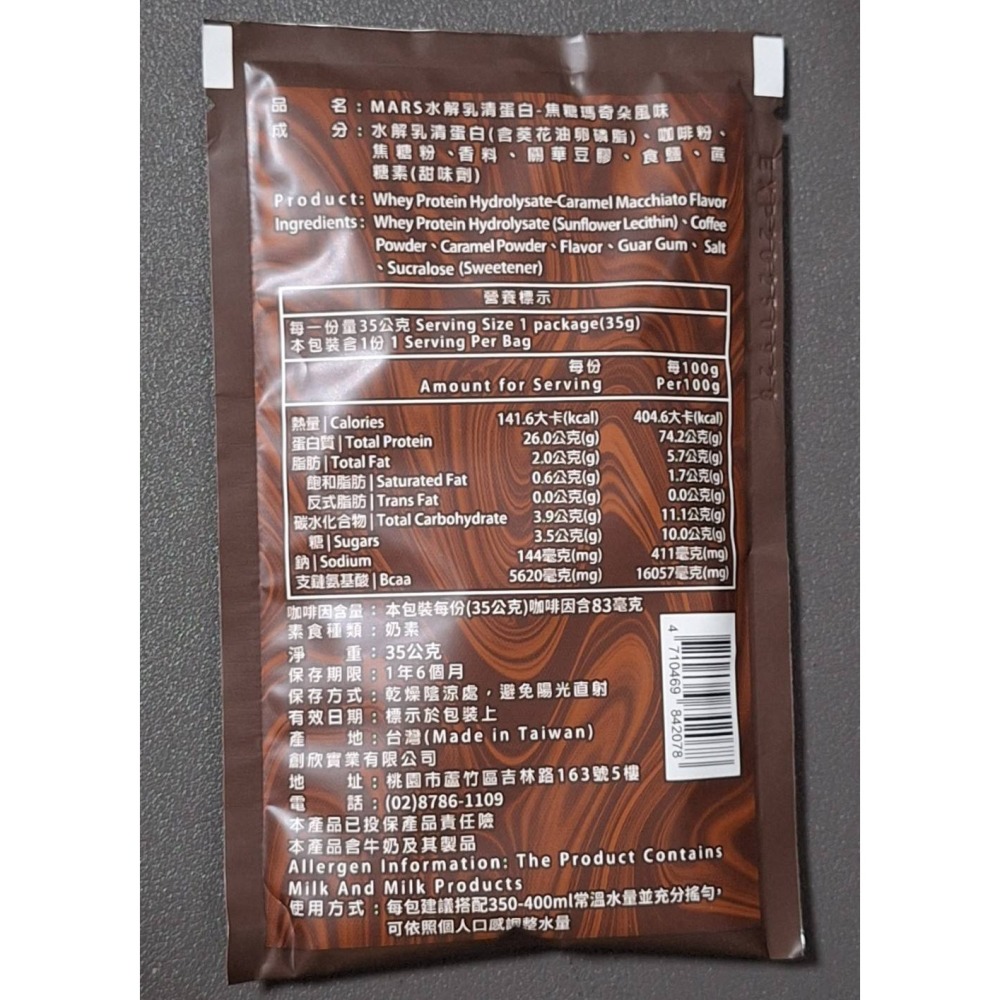 品　　名：MARS水解乳清蛋白-焦糖瑪奇朵風味
成　　分：水解乳清蛋白(含葵花油卵磷脂)、咖啡粉、
焦糖粉、香料、關華豆膠、食鹽、蔗
糖素(甜味劑)
Product: Whey Protein Hydrolysate-Caramel Macchiato Flavor
Ingredients: Whey Protein Hydrolysate (Sunflower Lecithin)、Coffee
Powder、Caramel Powder、Flavor、Guar Gum、Salt
、Sucralose (Sweetener)
營養標示
每一份量35公克 Serving Size 1 package(35g)
本包裝含1份 1 Serving Per Bag
每份 每100g
Amount for Serving Per100g
熱量|Calories 141.6大卡(kcal) 404.6大卡(kcal)
蛋白質|Total Protein 26.0公克(g) 74.2公克(g)
脂肪|Total Fat 2.0公克(g) 5.7公克(g)
飽和脂肪|Saturated Fat 0.6公克(g) 1.7公克(g)
反式脂肪|Trans Fat 0.0公克(g) 0.0公克(g)
碳水化合物|Total Carbohydrate 3.9公克(g) 11.1公克(g)
糖|Sugars 3.5公克(g) 10.0公克(g)
鈉|Sodium 144毫克(mg) 411毫克(mg)
支鏈氨基酸|Bcaa 5620毫克(mg) 16057毫克(mg)
咖啡因含量：本包裝每份(35公克)咖啡因含83毫克
素食種類：奶素
淨　　重：35公克
保存期限：1年6個月
保存方式：乾燥陰涼處，避免陽光直射
有效日期：標示於包裝上
產　　地：台灣(Made in Taiwan)
創欣實業有限公司
地　　址：桃園市蘆竹區吉林路163號5樓
電　　話：(02)8786-1109
本產品已投保產品責任險
本產品含牛奶及其製品
Allergen Information: The Product Contains
Milk And Milk Products
使用方式：每包建議搭配350-400ml常溫水量並充分搖勻，
可依照個人口感調整水量
4 710469 842078